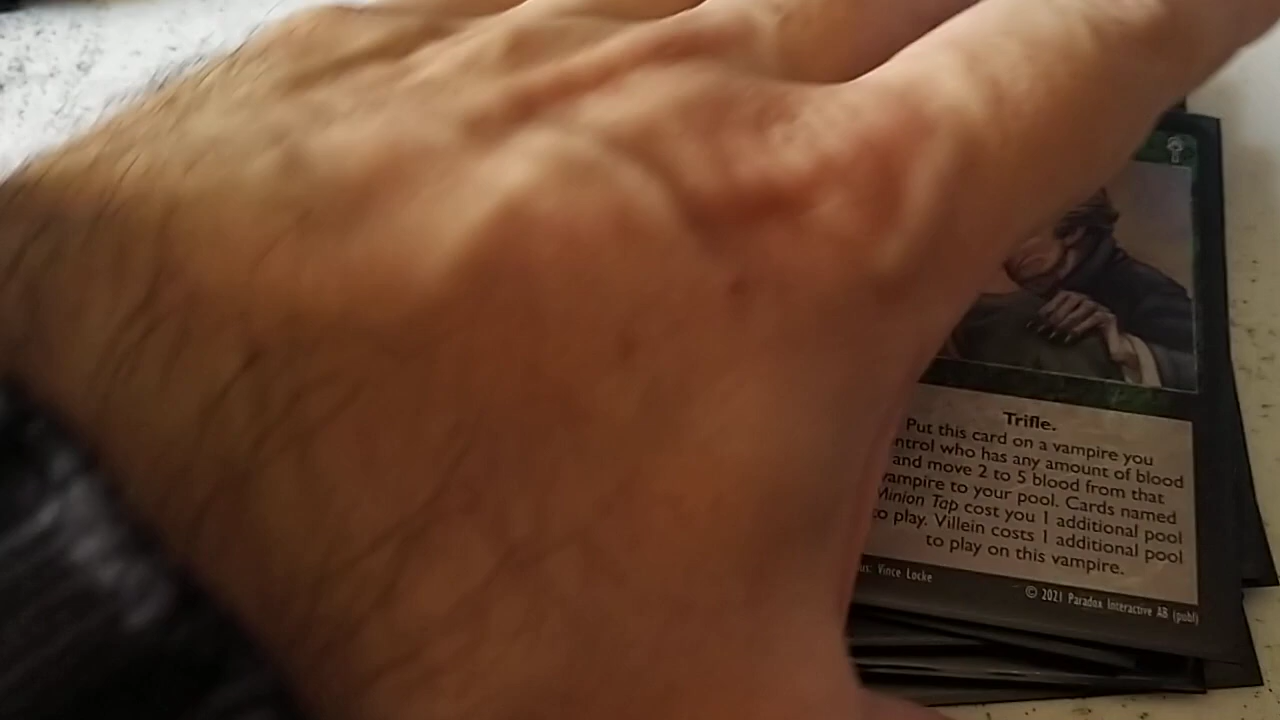 Trifle.
Put this card on a vampire you
ntrol who has any amount of blood
and move 2 to 5 blood from that
vampire to your pool. Cards named
Minion Tap cost you 1 additional pool
to play. Villein costs 1 additional pool
to play on this vampire.
us: Vince Locke
© 2021 Paradox Interactive AB (publ)